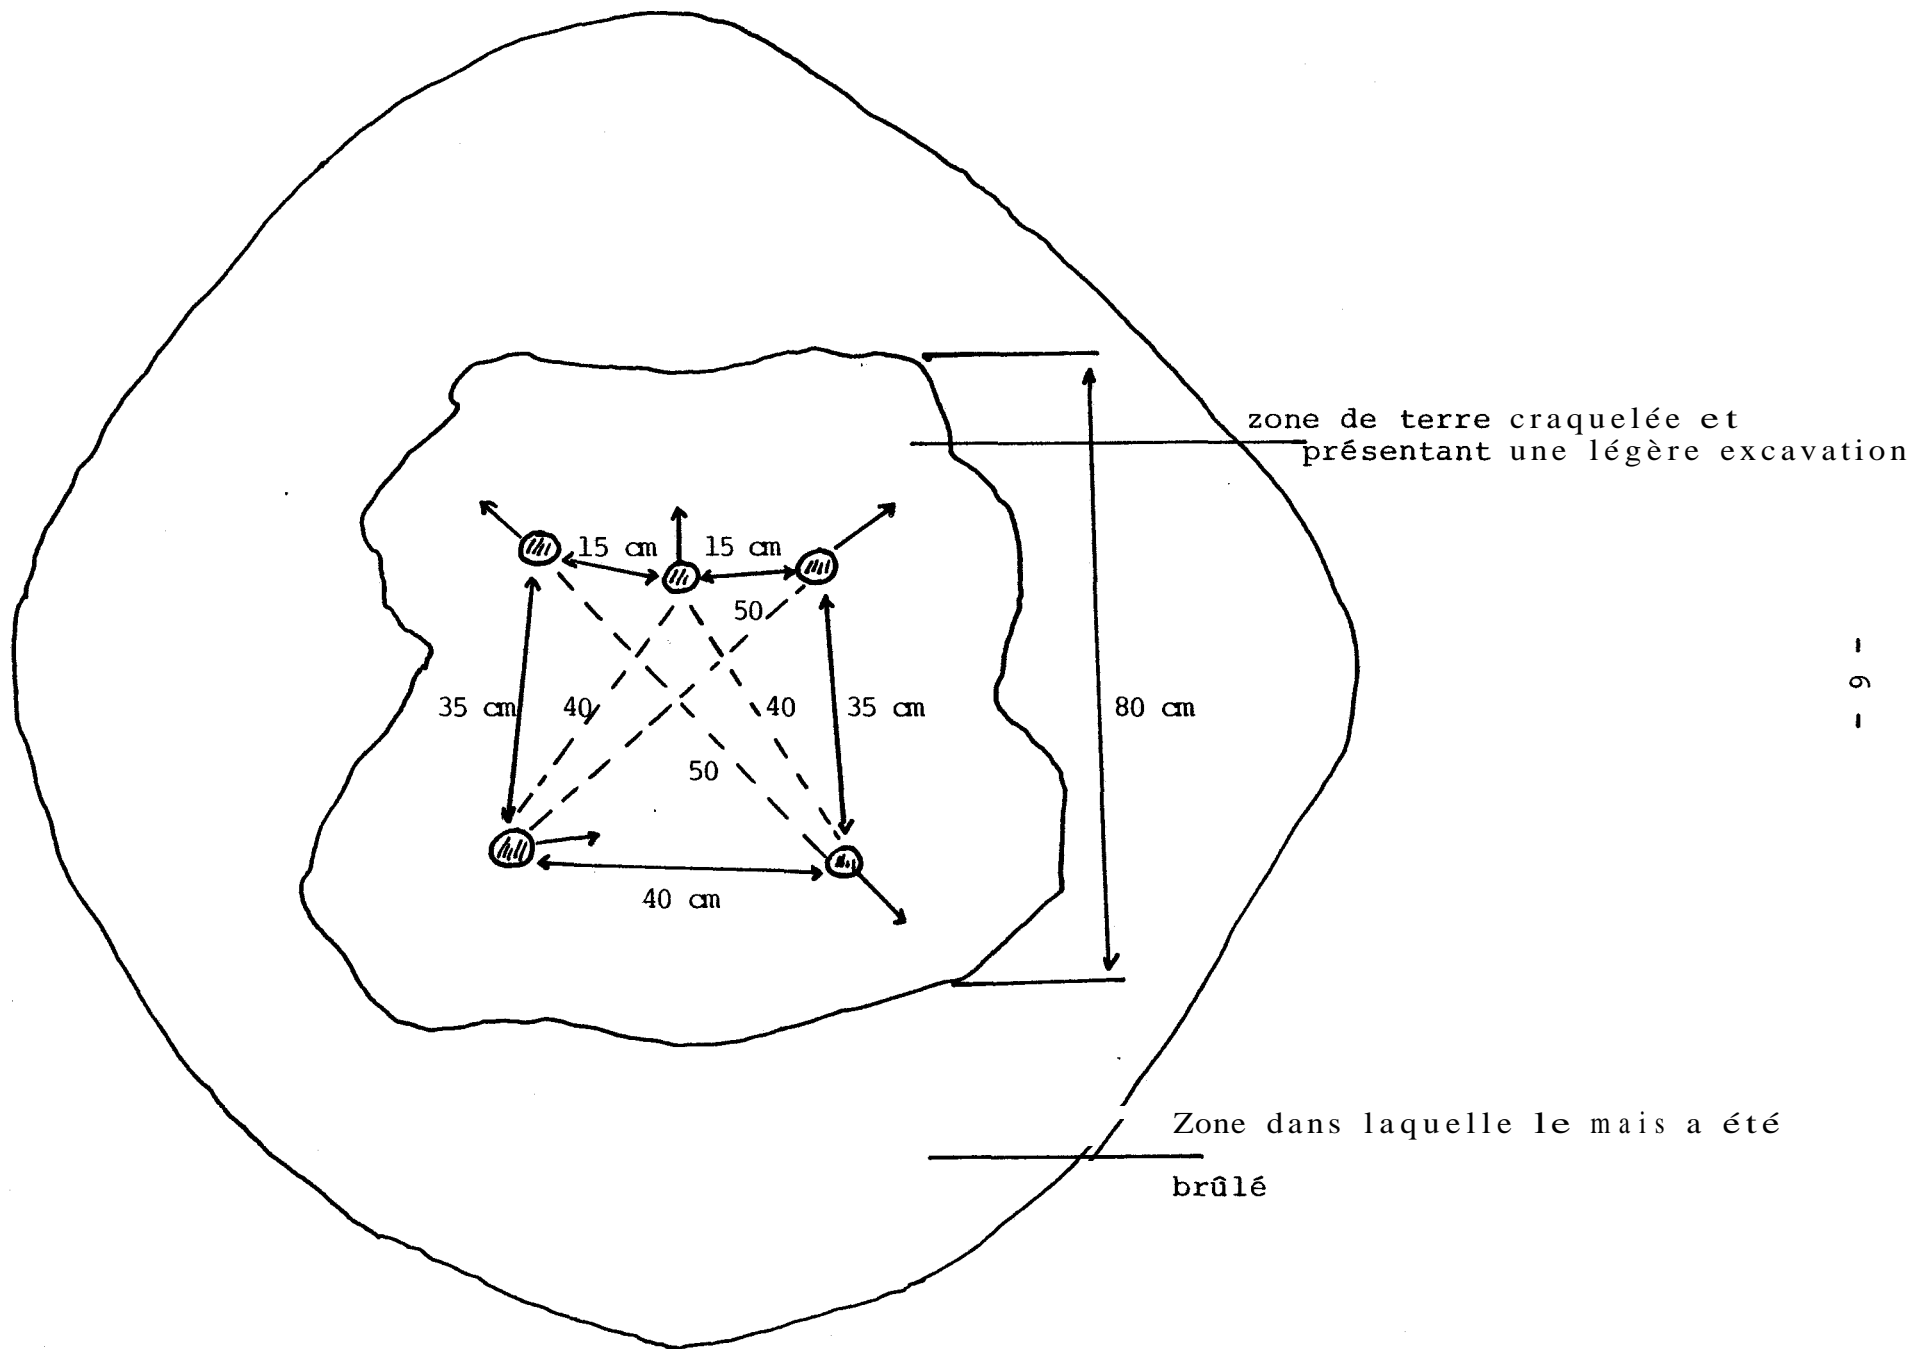 zone de terre craquelée et
présentant une légère excavation
15 cm 15 cm
50
35 cm 40 40 35 cm 80 cm
50
40 cm
Zone dans laquelle le mais a été
brûlé
- 6 -